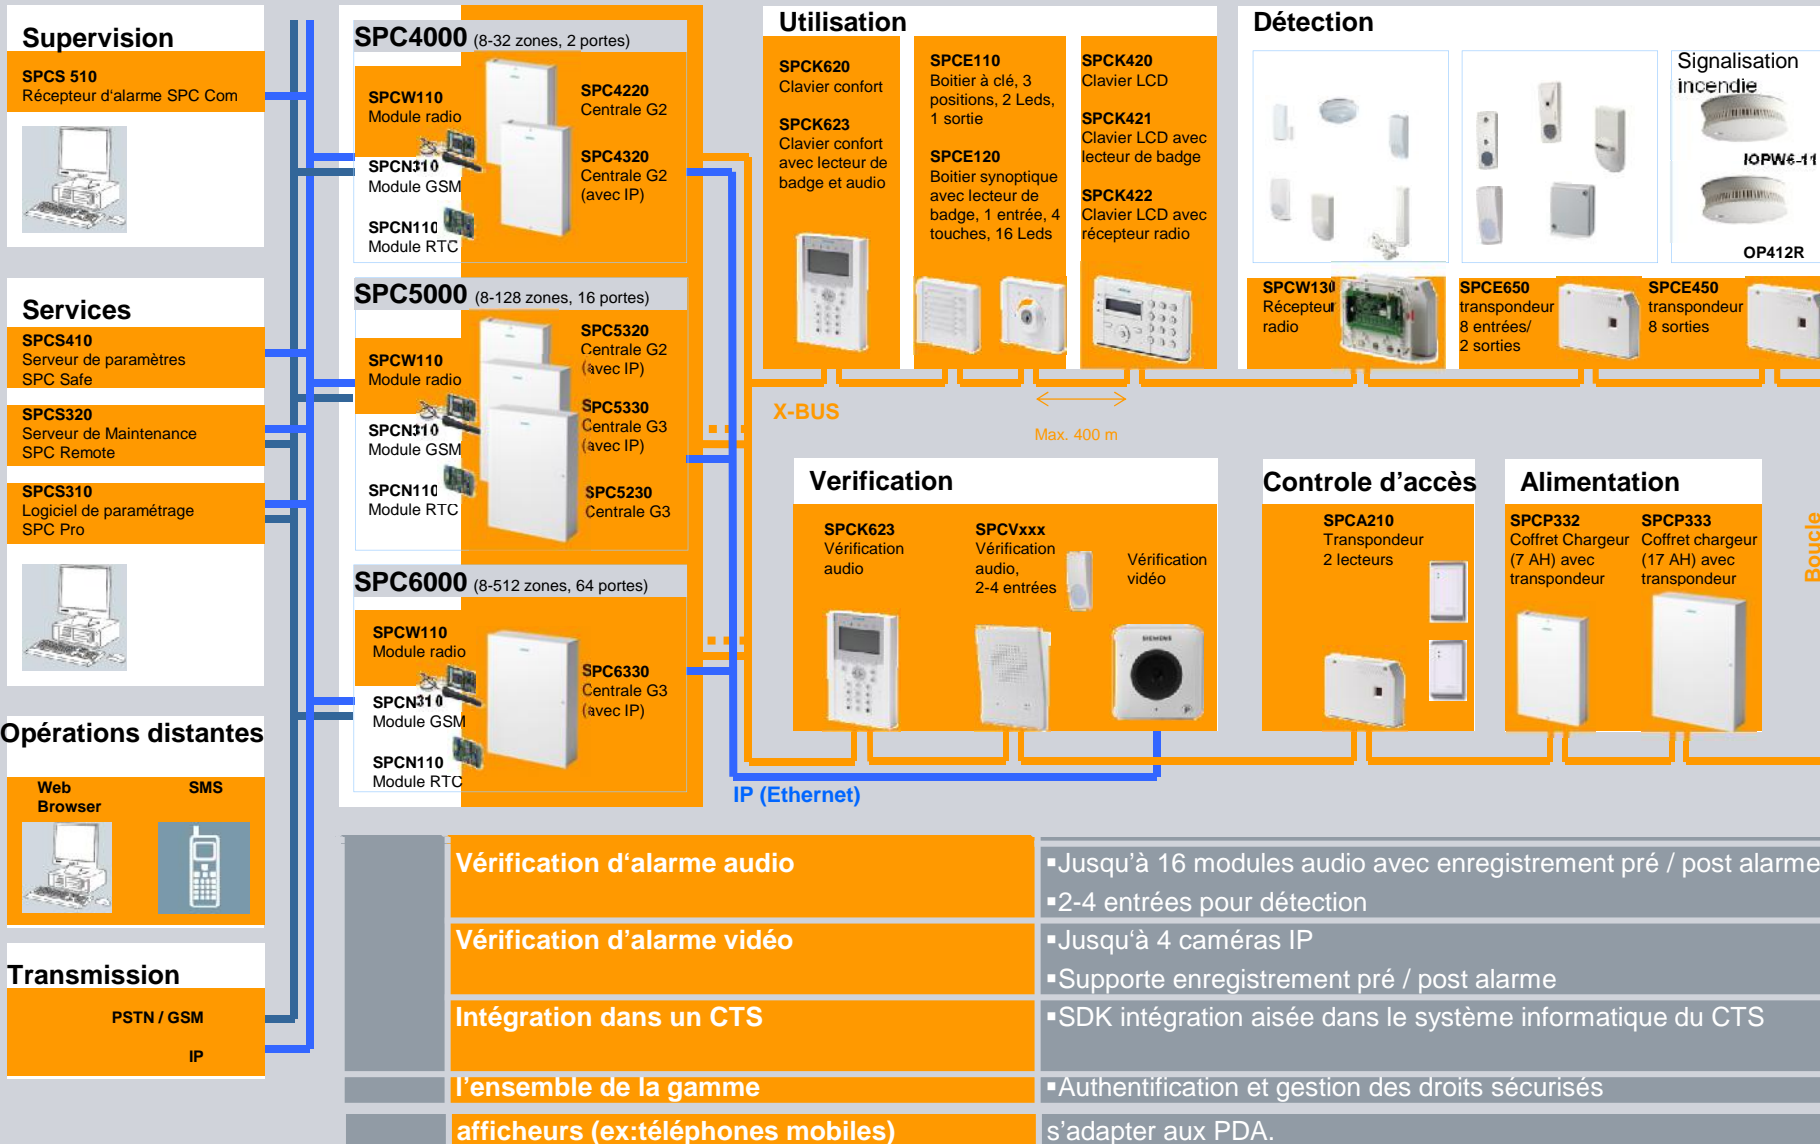 Supervision
SPCS 510
Récepteur d‘alarme SPC Com
Services
SPCS410
Serveur de paramètres
SPC Safe
SPCS320
Serveur de Maintenance
SPC Remote
SPCS310
Logiciel de paramétrage
SPC Pro
Opérations distantes
Web
Browser
SMS
Transmission
PSTN / GSM
IP
SPC4000 (8-32 zones, 2 portes)
SPCW110
Module radio
SPCN310
Module GSM
SPCN110
Module RTC
SPC4220
Centrale G2
SPC4320
Centrale G2
(avec IP)
SPC5000 (8-128 zones, 16 portes)
SPCW110
Module radio
SPCN310
Module GSM
SPCN110
Module RTC
SPC5320
Centrale G2
(avec IP)
SPC5330
Centrale G3
(avec IP)
SPC5230
Centrale G3
SPC6000 (8-512 zones, 64 portes)
SPCW110
Module radio
SPCN310
Module GSM
SPCN110
Module RTC
SPC6330
Centrale G3
(avec IP)
Utilisation
SPCK620
Clavier confort
SPCK623
Clavier confort
avec lecteur de
badge et audio
SPCE110
Boitier à clé, 3
positions, 2 Leds,
1 sortie
SPCE120
Boitier synoptique
avec lecteur de
badge, 1 entrée, 4
touches, 16 Leds
SPCK420
Clavier LCD
SPCK421
Clavier LCD avec
lecteur de badge
SPCK422
Clavier LCD avec
récepteur radio
Détection
Signalisation
incendie
IOPW6-11
OP412R
SPCW130
Récepteur
radio
SPCE650
transpondeur
8 entrées/
2 sorties
SPCE450
transpondeur
8 sorties
X-BUS
Max. 400 m
Verification
SPCK623
Vérification
audio
SPCVxxx
Vérification
audio,
2-4 entrées
Vérification
vidéo
SIEMENS
Controle d’accès
SPCA210
Transpondeur
2 lecteurs
Alimentation
SPCP332
Coffret Chargeur
(7 AH) avec
transpondeur
SPCP333
Coffret chargeur
(17 AH) avec
transpondeur
Boucle
IP (Ethernet)
Vérification d‘alarme audio
▪Jusqu’à 16 modules audio avec enregistrement pré / post alarme
▪2-4 entrées pour détection
Vérification d’alarme vidéo
▪Jusqu‘à 4 caméras IP
▪Supporte enregistrement pré / post alarme
Intégration dans un CTS
▪SDK intégration aisée dans le système informatique du CTS
l’ensemble de la gamme
▪Authentification et gestion des droits sécurisés
afficheurs (ex:téléphones mobiles)
s’adapter aux PDA.